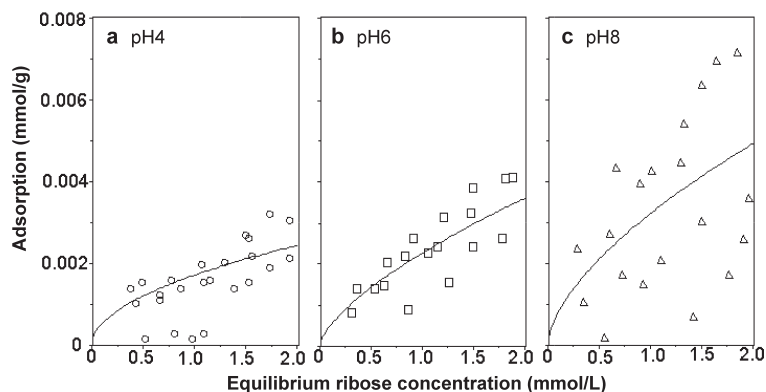 a pH4
b pH6
c pH8
Adsorption (mmol/g)
0.008
0.006
0.004
0.002
0
0 0.5 1.0 1.5 2.0
0 0.5 1.0 1.5 2.0
0 0.5 1.0 1.5 2.0
Equilibrium ribose concentration (mmol/L)